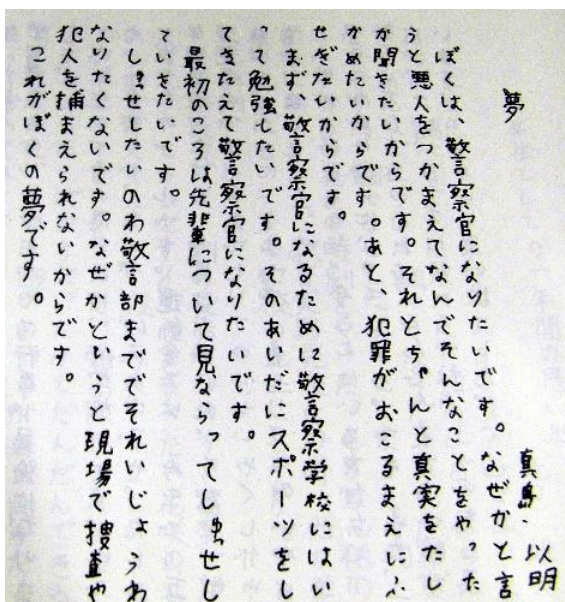 夢
真島・以明
ぼくは、警察官になりたいです。なぜかと言
うと悪人をつかまえてなんでそんなことをやった
か聞きたいからです。それとちゃんと真実をたし
かめたいからです。あと、犯罪がおこるまえにふ
せぎたいからです。
まず、警察官になるために警察学校にはい
って勉強したいです。そのあいだにスポーツをし
てきたえて警察官になりたいです。
最初のころは先輩について見ならってし出せし
ていきたいです。
し出せしたいのわ警部まででそれいじょうわ
なりたくないです。なぜかというと現場で捜査や
犯人を捕まえられないからです。
これがぼくの夢です。